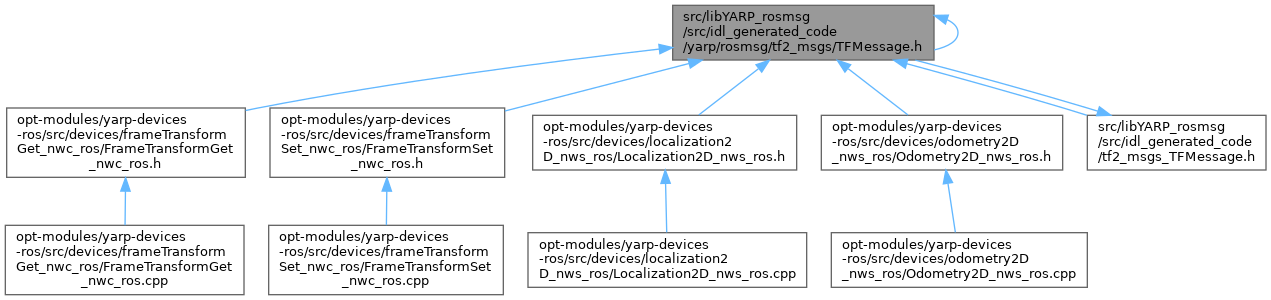 src/libYARP_rosmsg
/src/idl_generated_code
/yarp/rosmsg/tf2_msgs/TFMessage.h
opt-modules/yarp-devices
-ros/src/devices/frameTransform
Get_nwc_ros/FrameTransformGet
_nwc_ros.h
opt-modules/yarp-devices
-ros/src/devices/frameTransform
Set_nwc_ros/FrameTransformSet
_nwc_ros.h
opt-modules/yarp-devices
-ros/src/devices/localization2
D_nws_ros/Localization2D_nws_ros.h
opt-modules/yarp-devices
-ros/src/devices/odometry2D
_nws_ros/Odometry2D_nws_ros.h
src/libYARP_rosmsg
/src/idl_generated_code
/tf2_msgs_TFMessage.h
opt-modules/yarp-devices
-ros/src/devices/frameTransform
Get_nwc_ros/FrameTransformGet
_nwc_ros.cpp
opt-modules/yarp-devices
-ros/src/devices/frameTransform
Set_nwc_ros/FrameTransformSet
_nwc_ros.cpp
opt-modules/yarp-devices
-ros/src/devices/localization2
D_nws_ros/Localization2D_nws_ros.cpp
opt-modules/yarp-devices
-ros/src/devices/odometry2D
_nws_ros/Odometry2D_nws_ros.cpp